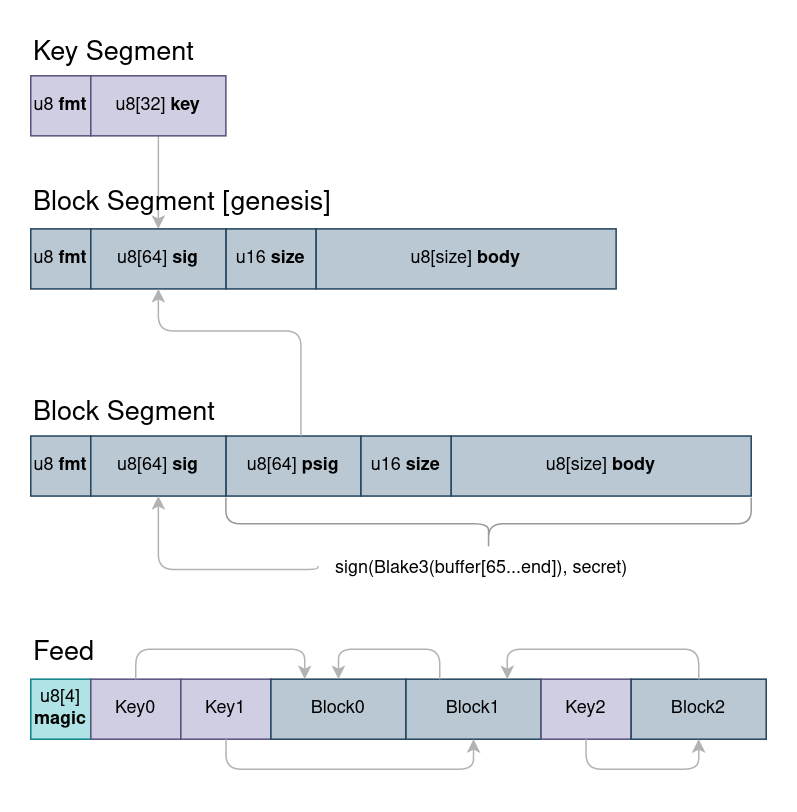 Key Segment
u8 fmt u8[32] key
Block Segment [genesis]
u8 fmt u8[64] sig u16 size u8[size] body
Block Segment
u8 fmt u8[64] sig u8[64] psig u16 size u8[size] body
sign(Blake3(buffer[65...end]), secret)
Feed
u8[4]
magic
Key0 Key1 Block0 Block1 Key2 Block2